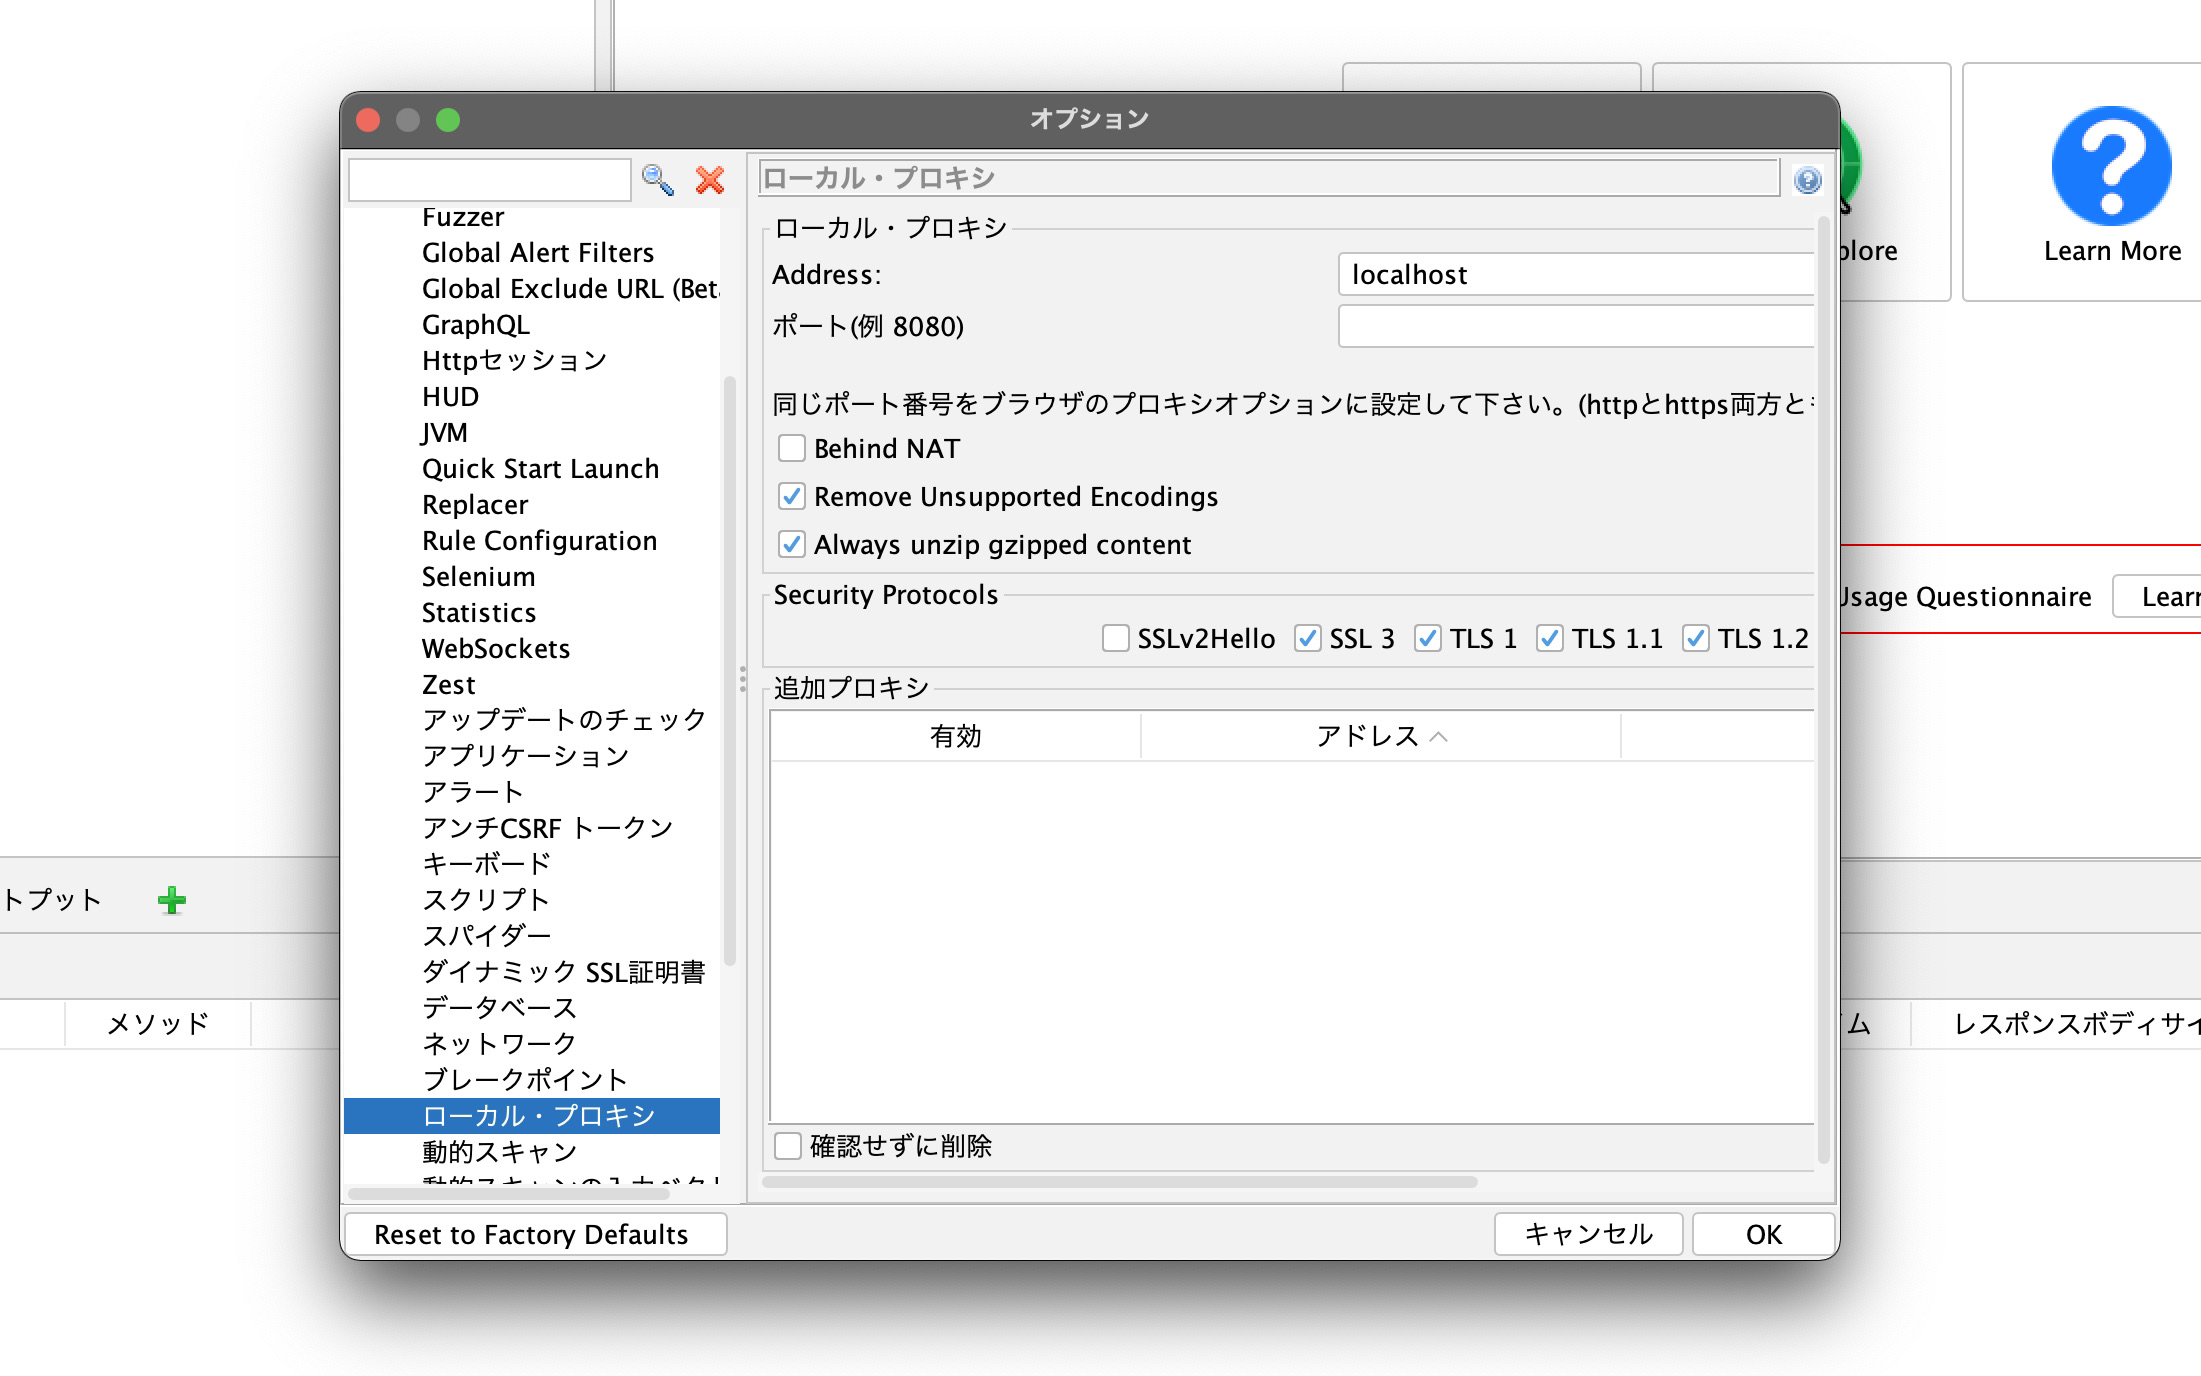 オプション
ローカル・プロキシ
Fuzzer
Global Alert Filters
Global Exclude URL (Beta
GraphQL
Httpセッション
HUD
JVM
Quick Start Launch
Replacer
Rule Configuration
Selenium
Statistics
WebSockets
Zest
アップデートのチェック
アプリケーション
アラート
アンチCSRF トークン
キーボード
スクリプト
スパイダー
ダイナミック SSL証明書
データベース
ネットワーク
ブレークポイント
ローカル・プロキシ
動的スキャン
動的スキャンの入力ベクト
ローカル・プロキシ
Address:
localhost
ポート(例 8080)
同じポート番号をブラウザのプロキシオプションに設定して下さい。(httpとhttps両方と
Behind NAT
Remove Unsupported Encodings
Always unzip gzipped content
Security Protocols
SSLv2Hello SSL 3 TLS 1 TLS 1.1 TLS 1.2
追加プロキシ
有効 アドレス
確認せずに削除
Reset to Factory Defaults
キャンセル
OK
plore
Learn More
Usage Questionnaire
Learn
トプット
メソッド
ム
レスポンスボディサイ